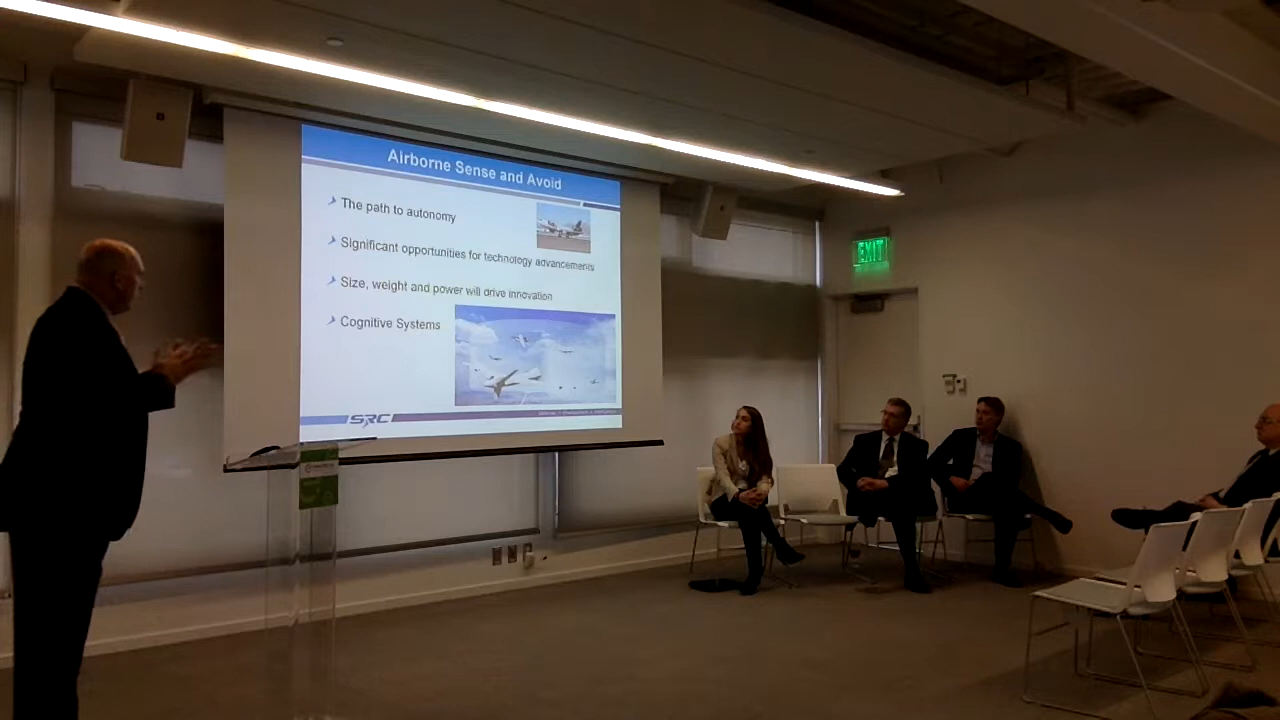 Airborne Sense and Avoid
The path to autonomy
Significant opportunities for technology advancements
Size, weight and power will drive innovation
Cognitive Systems
SRC
EXIT